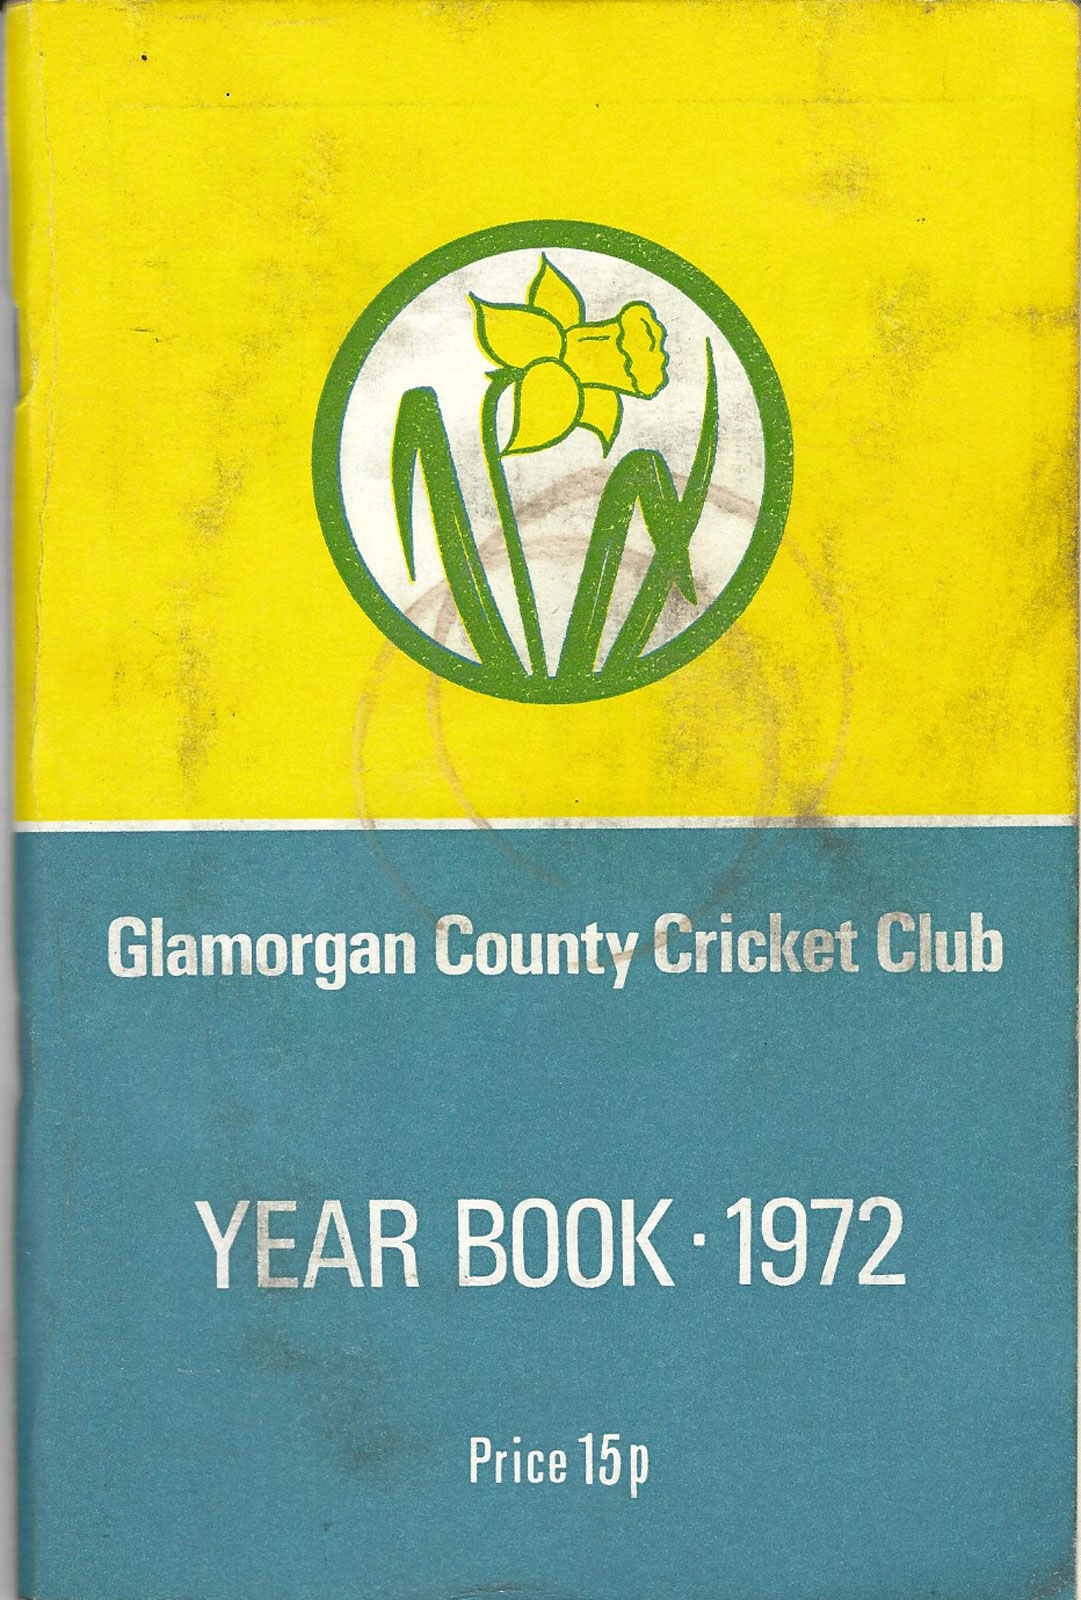 Glamorgan County Cricket Club
YEAR BOOK · 1972
Price 15p